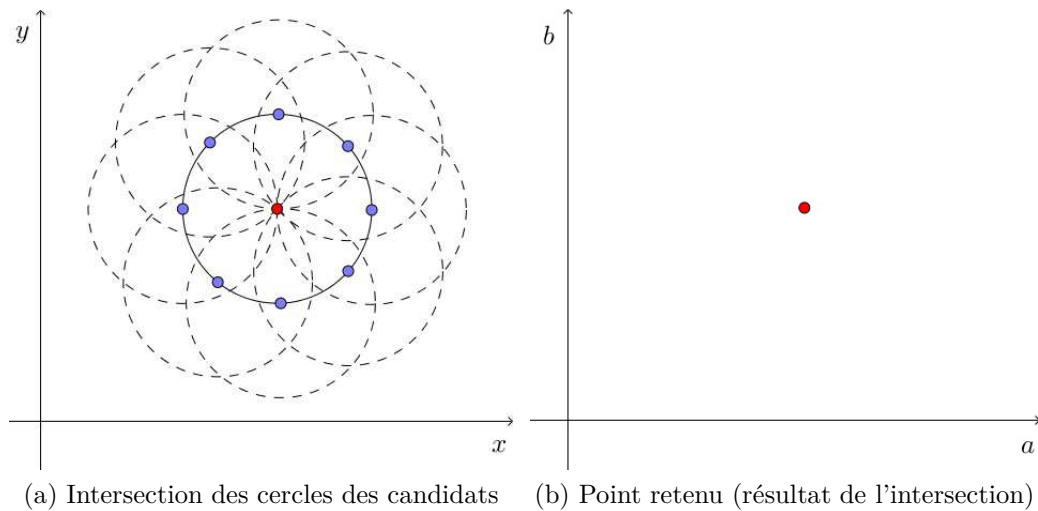 y
x
(a) Intersection des cercles des candidats
b
a
(b) Point retenu (résultat de l'intersection)